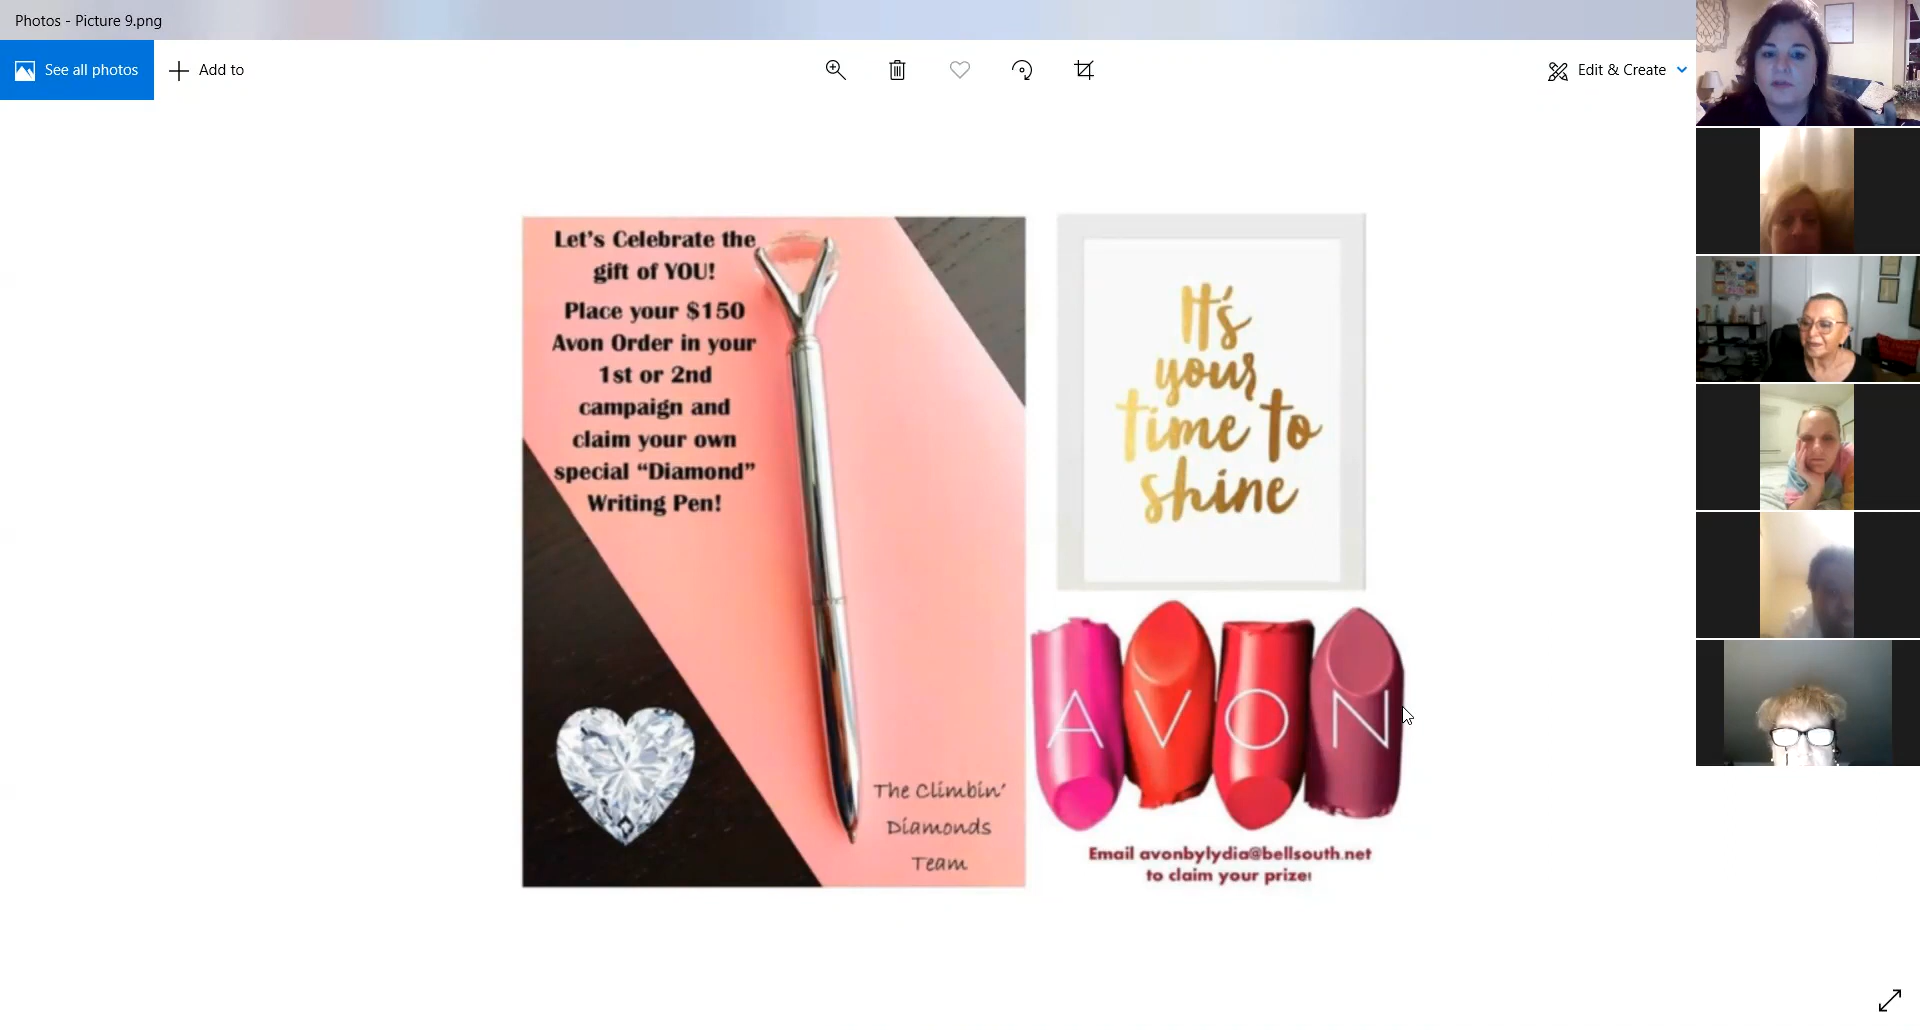 Photos - Picture 9.png
See all photos
Add to
Edit & Create
Let's Celebrate the
gift of YOU!
Place your $150
Avon Order in your
1st or 2nd
campaign and
claim your own
special “Diamond”
Writing Pen!
The Climbin'
Diamonds
Team
It's
your
time to
shine
AVON
Email avonbylydia@bellsouth.net
to claim your prize!